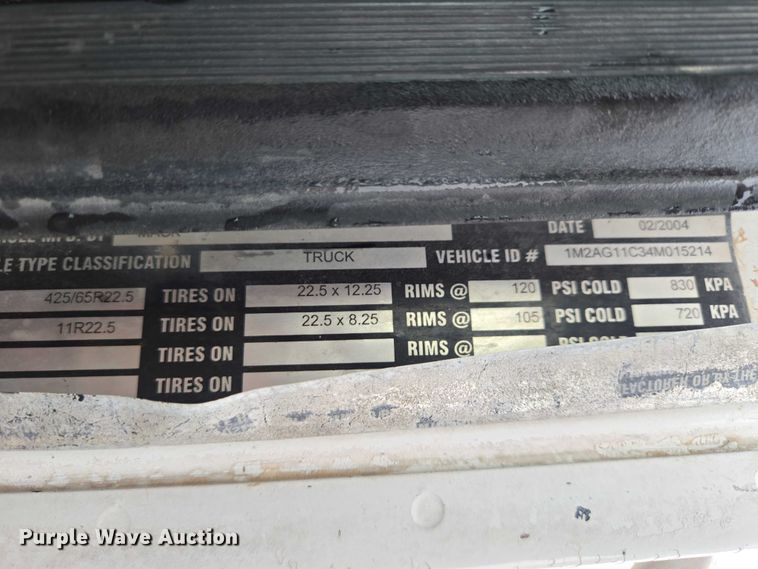 DATE 02/2004
TYPE CLASSIFICATION TRUCK VEHICLE ID # 1M2AG11C34M015214
425/65R22.5 TIRES ON 22.5 x 12.25 RIMS @ 120 PSI COLD 830 KPA
11R22.5 TIRES ON 22.5 x 8.25 RIMS @ 105 PSI COLD 720 KPA
TIRES ON RIMS @
TIRES ON
Purple Wave Auction